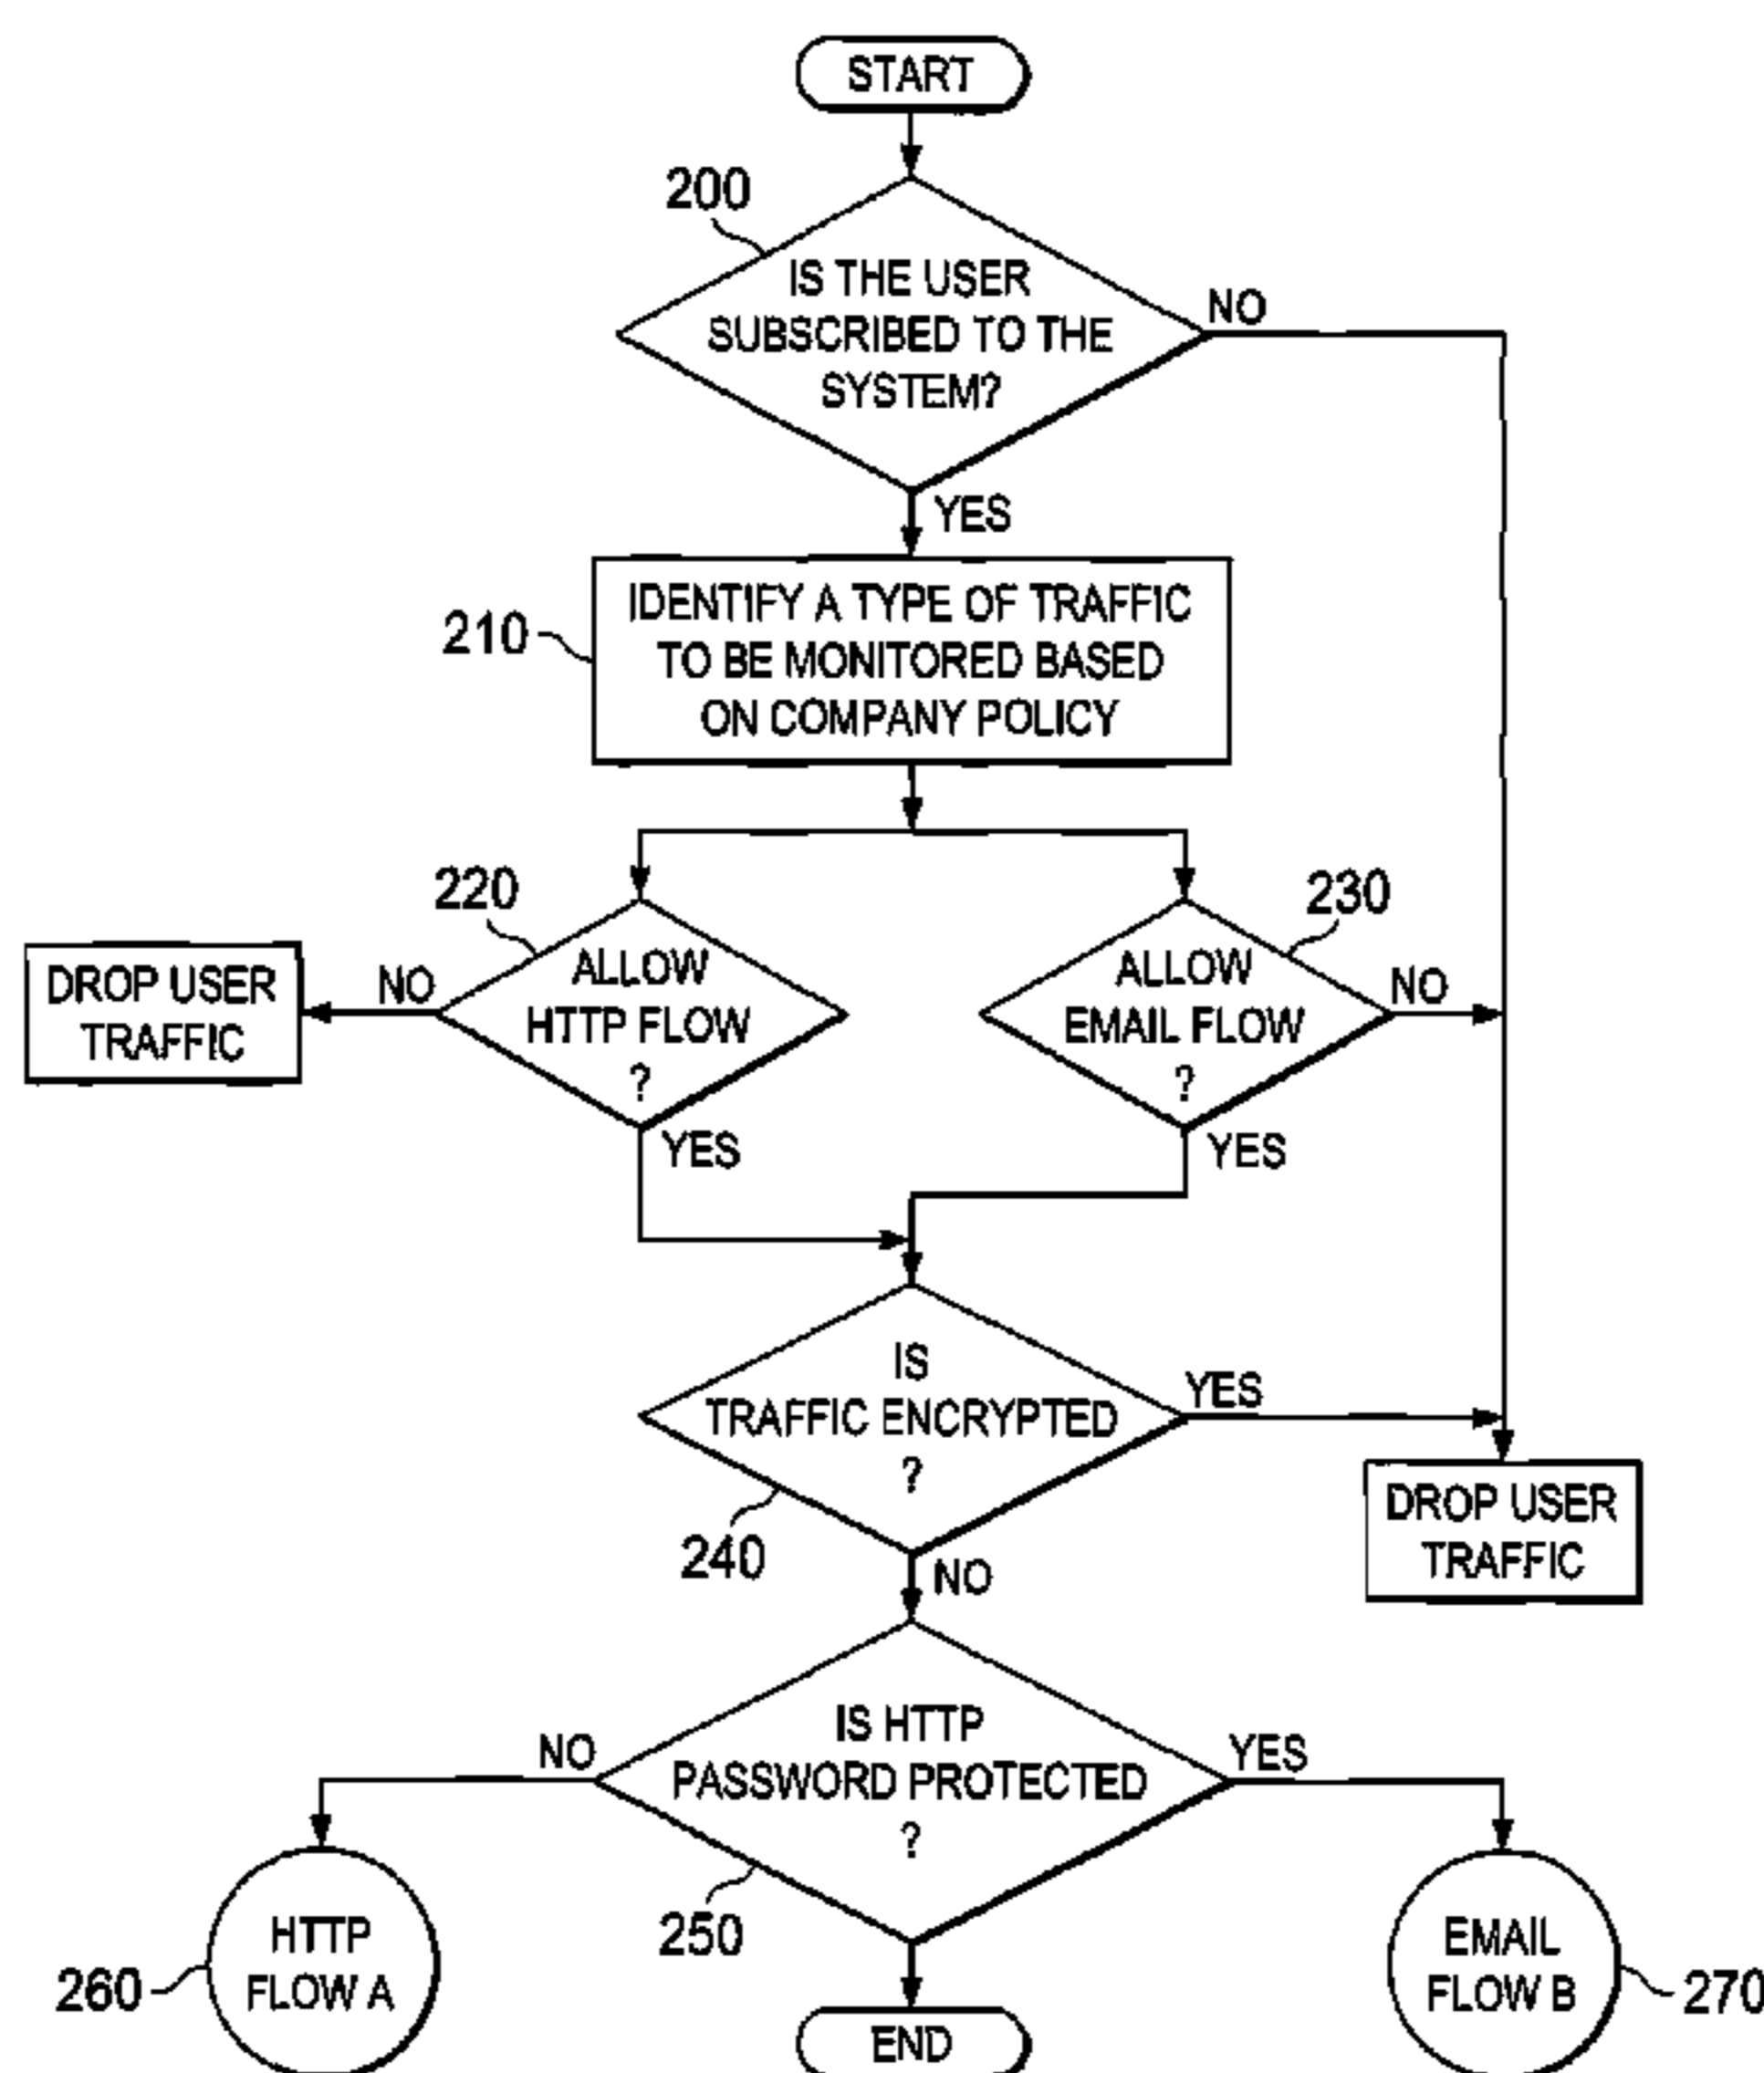 START
200
IS THE USER
SUBSCRIBED TO THE
SYSTEM?
NO
YES
210
IDENTIFY A TYPE OF TRAFFIC
TO BE MONITORED BASED
ON COMPANY POLICY
220
230
DROP USER
TRAFFIC
NO
ALLOW
HTTP FLOW
?
ALLOW
EMAIL FLOW
?
NO
YES
YES
IS
TRAFFIC ENCRYPTED
?
YES
240
NO
DROP USER
TRAFFIC
NO
IS HTTP
PASSWORD PROTECTED
?
YES
250
260
HTTP
FLOW A
END
EMAIL
FLOW B
270